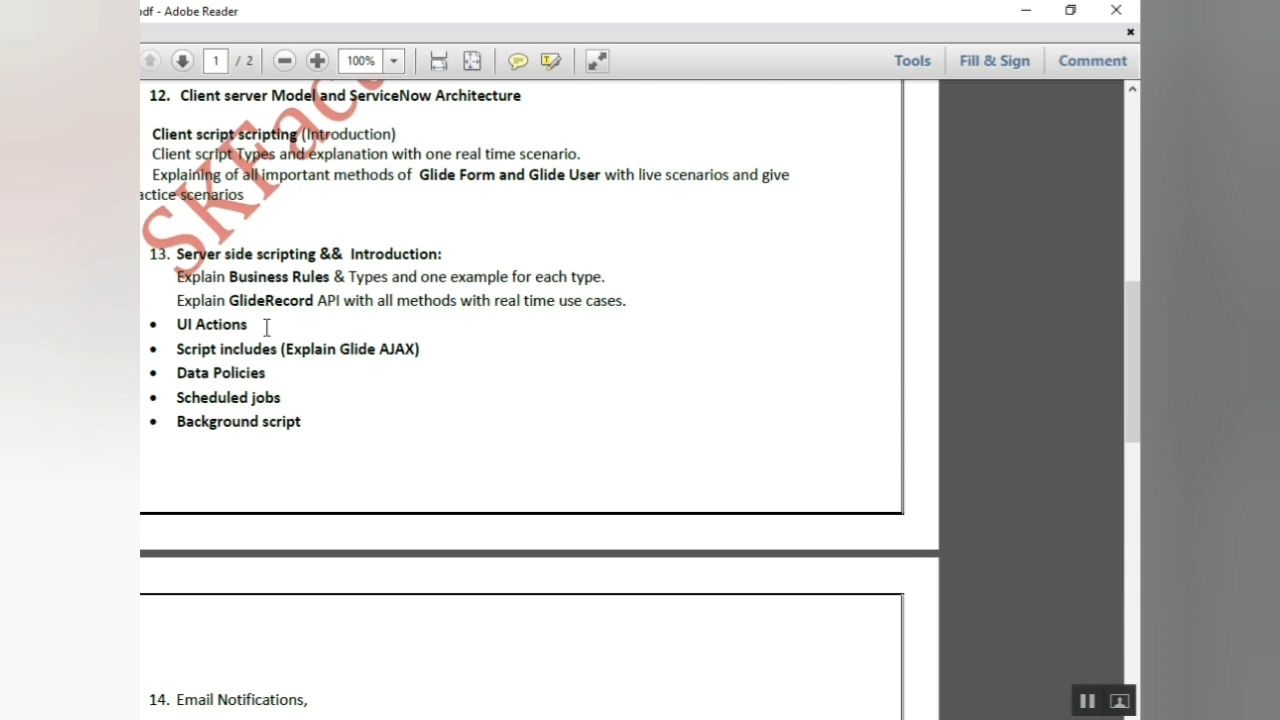 df - Adobe Reader
1 / 2
100%
Tools
Fill & Sign
Comment
12. Client server Model and ServiceNow Architecture
Client script scripting (Introduction)
Client script Types and explanation with one real time scenario.
Explaining of all important methods of Glide Form and Glide User with live scenarios and give
actice scenarios
SKFac
13. Server side scripting && Introduction:
Explain Business Rules & Types and one example for each type.
Explain GlideRecord API with all methods with real time use cases.
• UI Actions
• Script includes (Explain Glide AJAX)
• Data Policies
• Scheduled jobs
• Background script
14. Email Notifications,